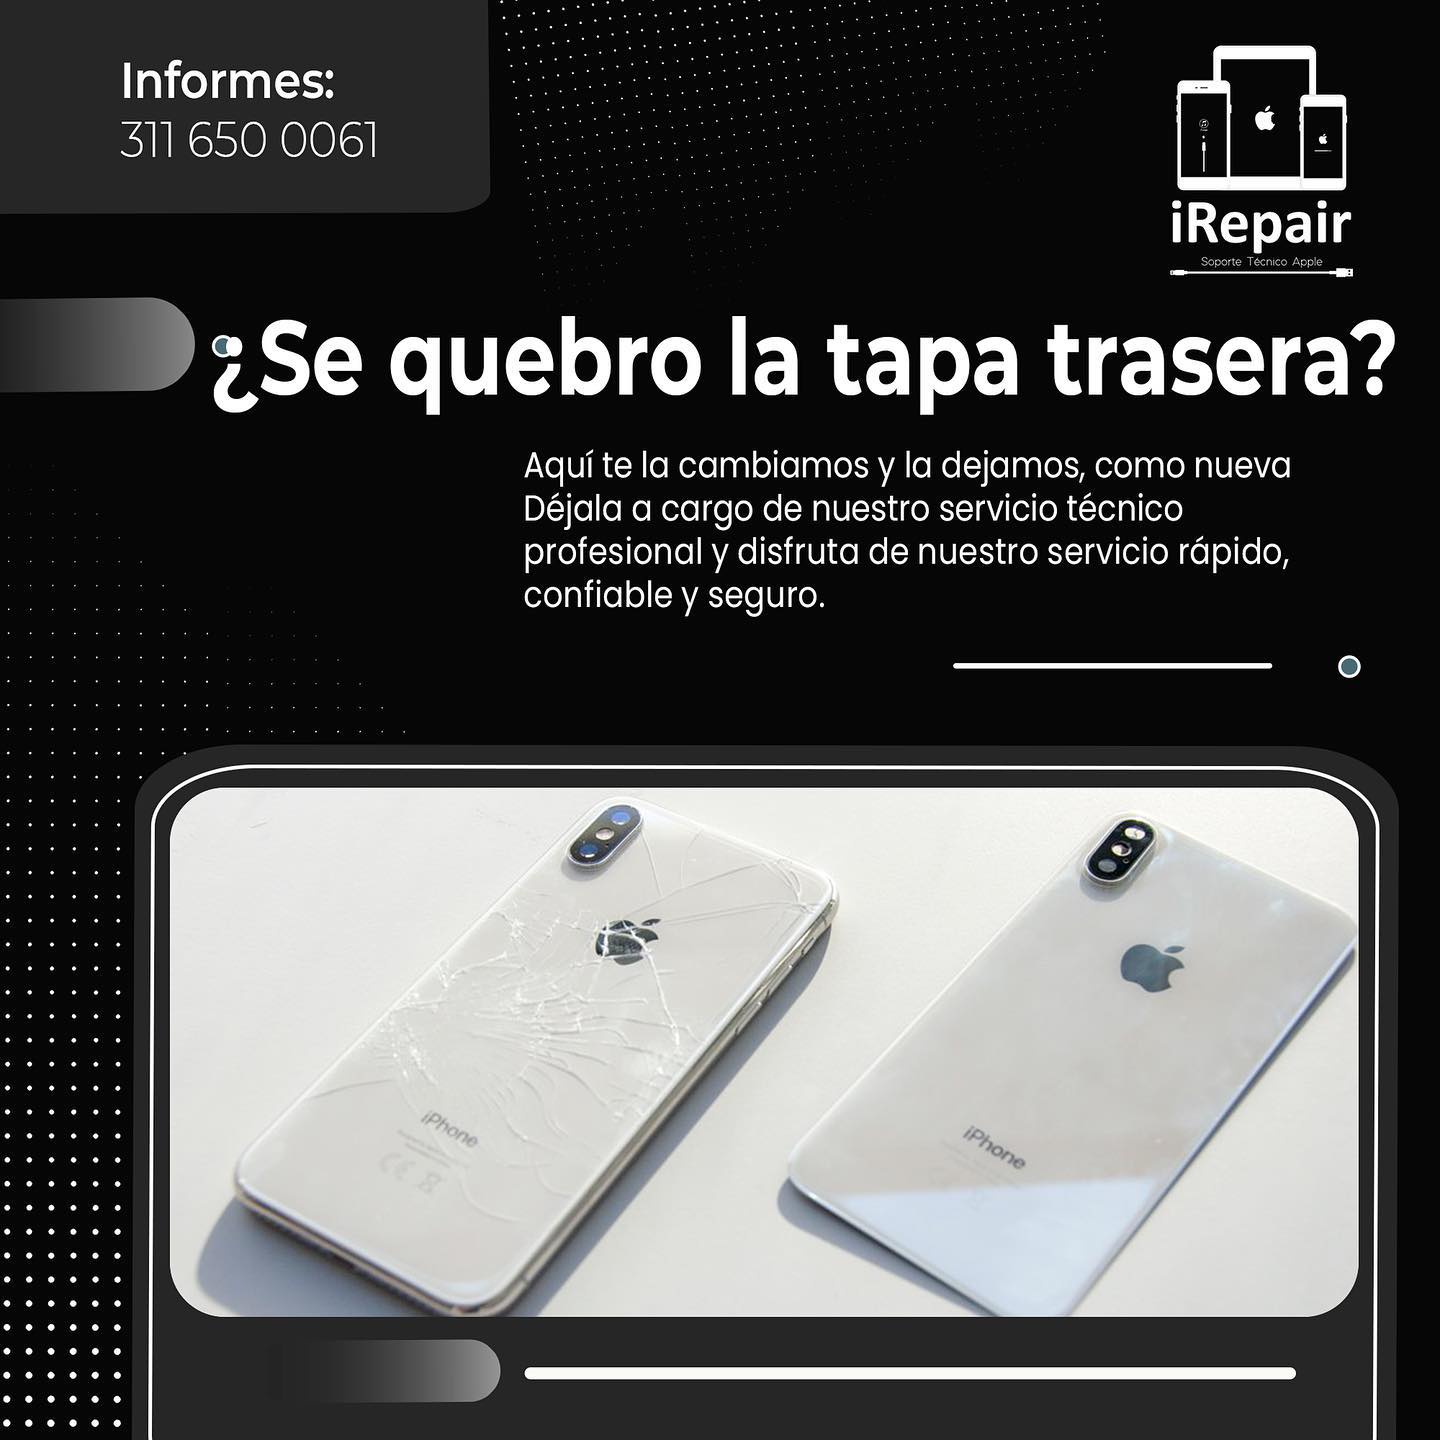 Informes:
311 650 0061
iRepair
Soporte Técnico Apple
¿Se quebro la tapa trasera?
Aquí te la cambiamos y la dejamos, como nueva
Déjala a cargo de nuestro servicio técnico
profesional y disfruta de nuestro servicio rápido,
confiable y seguro.
iPhone
iPhone